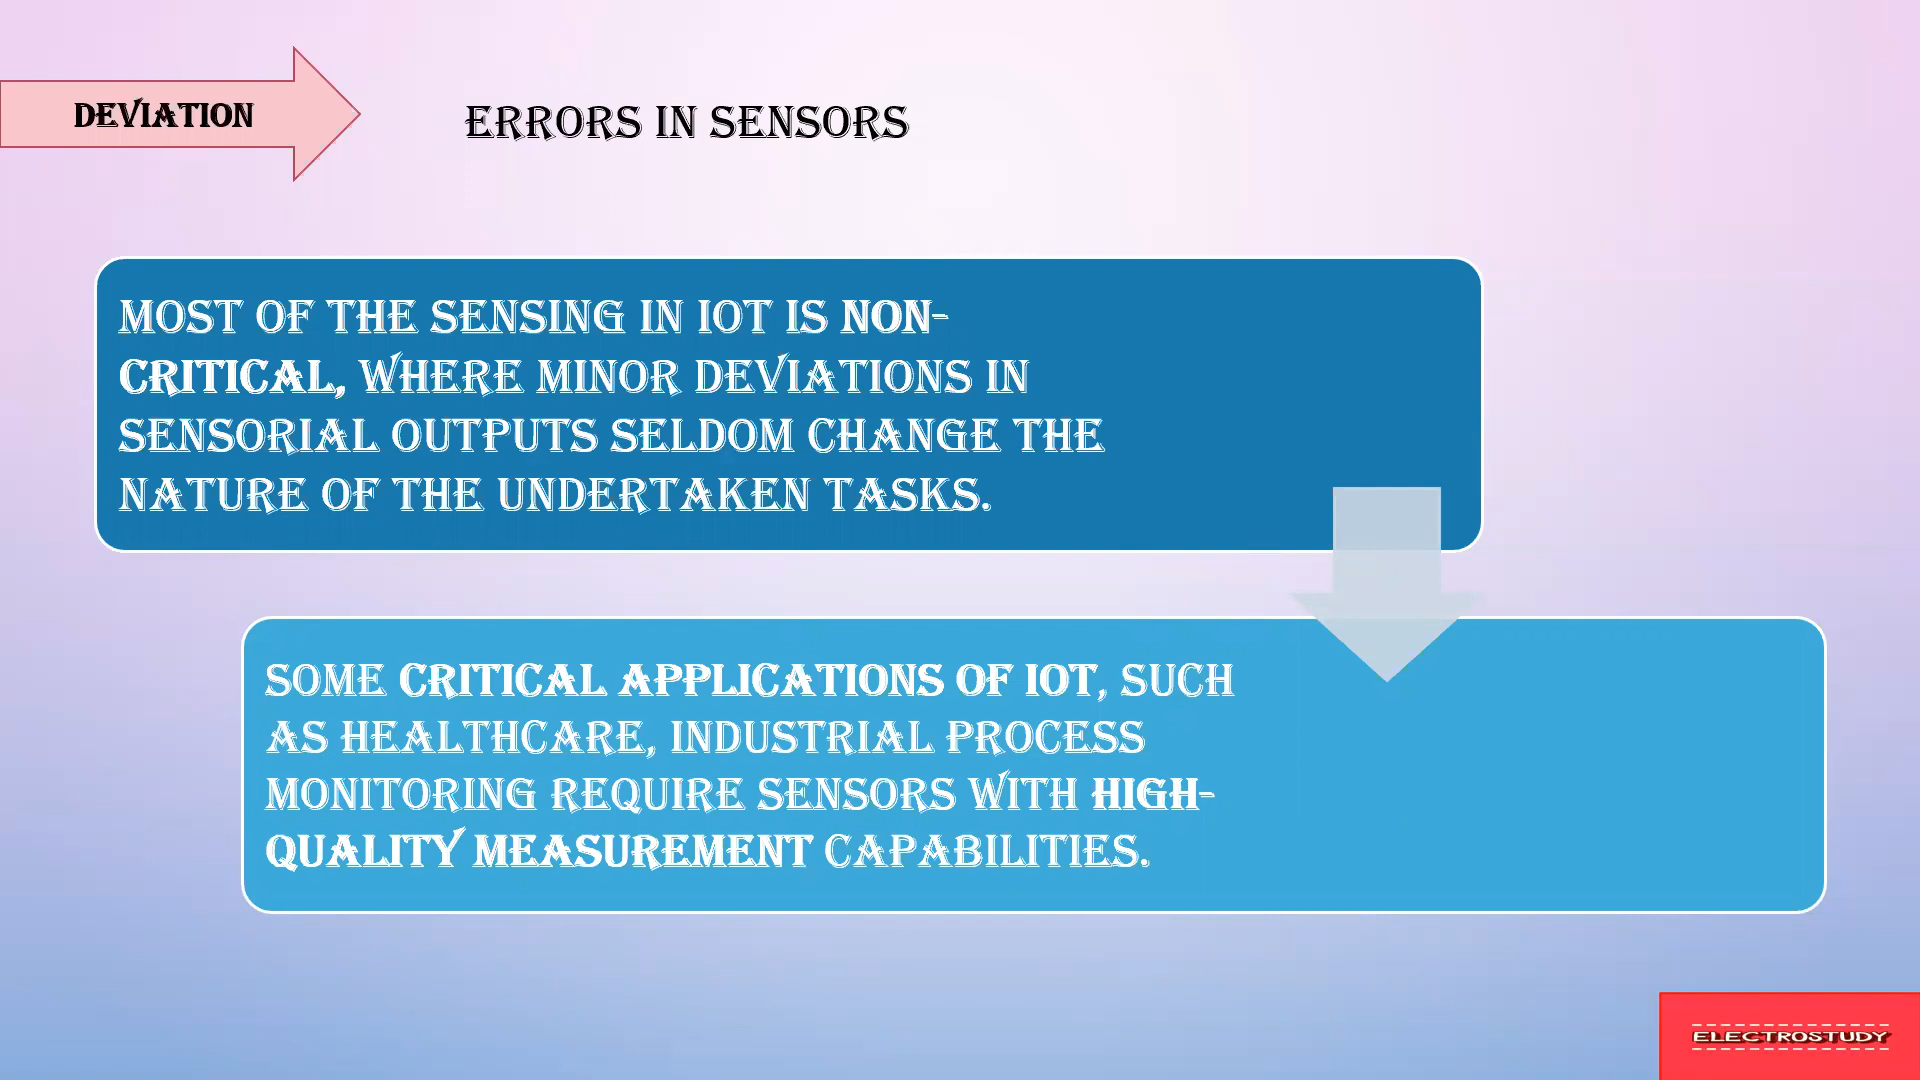 DEVIATION
ERRORS IN SENSORS
MOST OF THE SENSING IN IOT IS NON-
CRITICAL, WHERE MINOR DEVIATIONS IN
SENSORIAL OUTPUTS SELDOM CHANGE THE
NATURE OF THE UNDERTAKEN TASKS.
SOME CRITICAL APPLICATIONS OF IOT, SUCH
AS HEALTHCARE, INDUSTRIAL PROCESS
MONITORING REQUIRE SENSORS WITH HIGH-
QUALITY MEASUREMENT CAPABILITIES.
ELECTROSTUDY